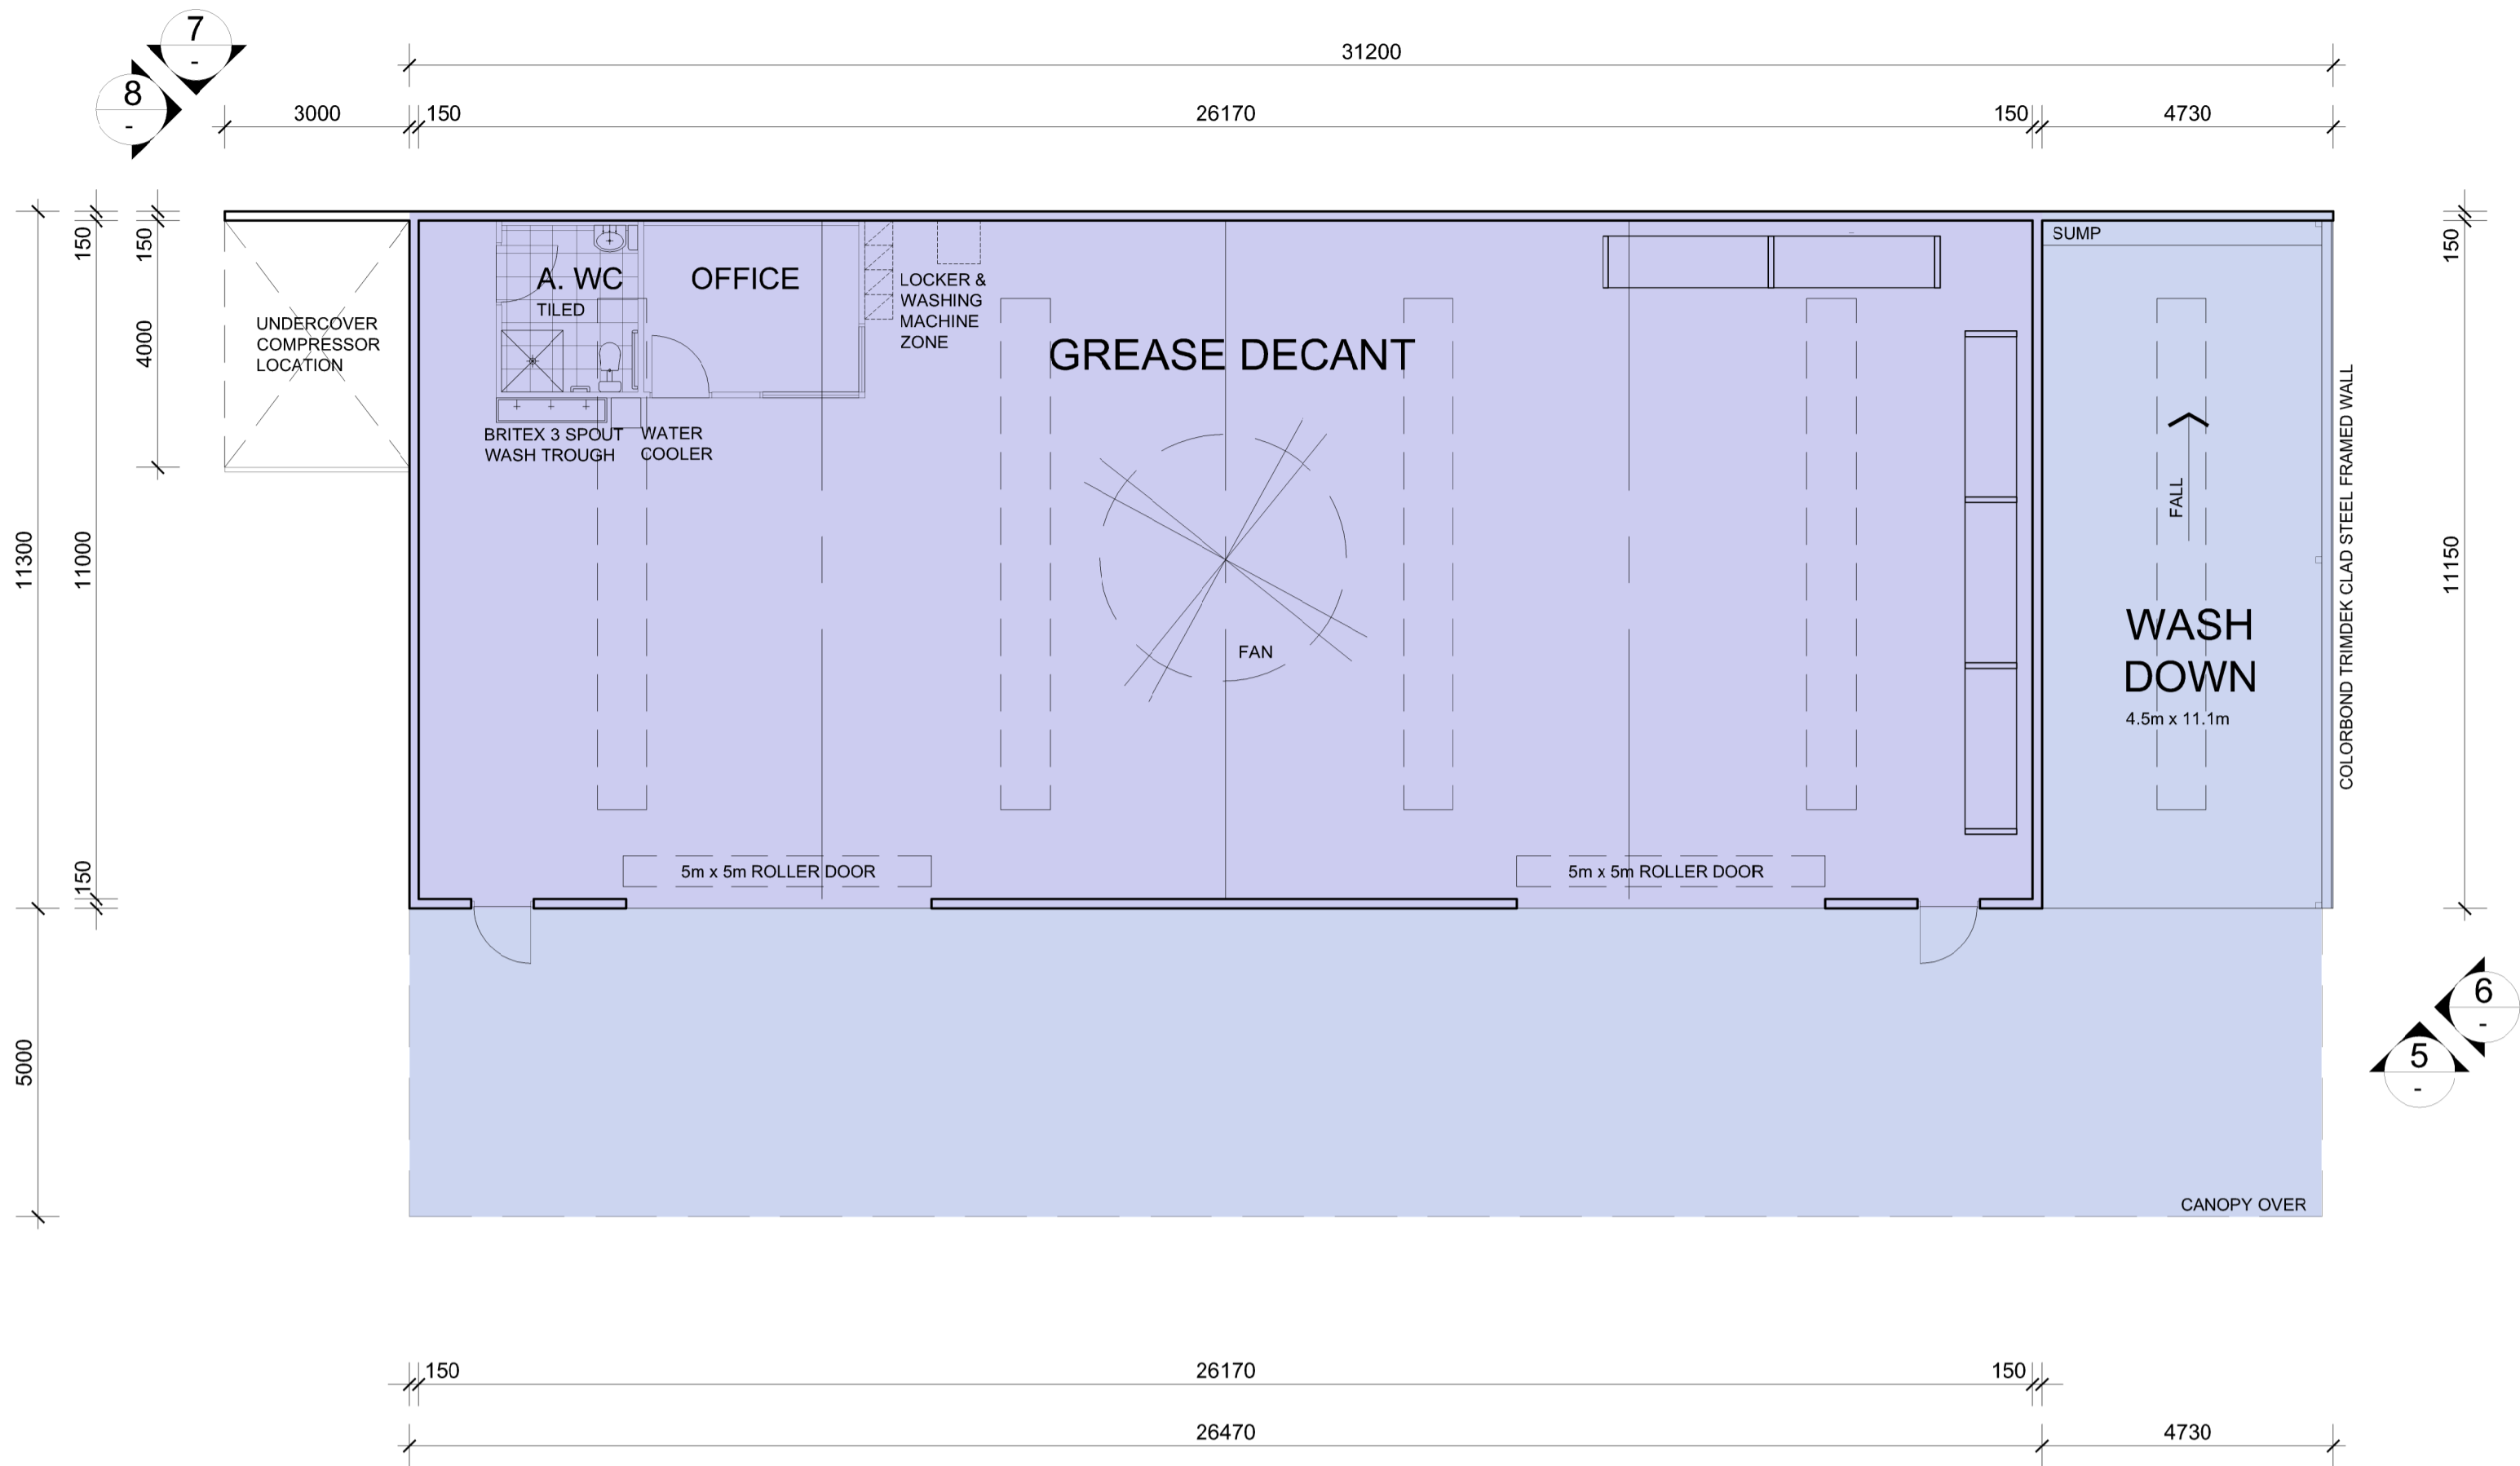 7
-
8
-
31200
3000
150
26170
150
4730
150
150
4000
11300
11000
150
5000
150
11150
SUMP
A. WC
TILED
OFFICE
LOCKER &
WASHING
MACHINE
ZONE
UNDERCOVER
COMPRESSOR
LOCATION
GREASE DECANT
BRITEX 3 SPOUT
WASH TROUGH
WATER
COOLER
FAN
FALL
WASH
DOWN
4.5m x 11.1m
COLORBOND TRIMDEK CLAD STEEL FRAMED WALL
5m x 5m ROLLER DOOR
5m x 5m ROLLER DOOR
6
-
5
-
CANOPY OVER
150
26170
150
26470
4730